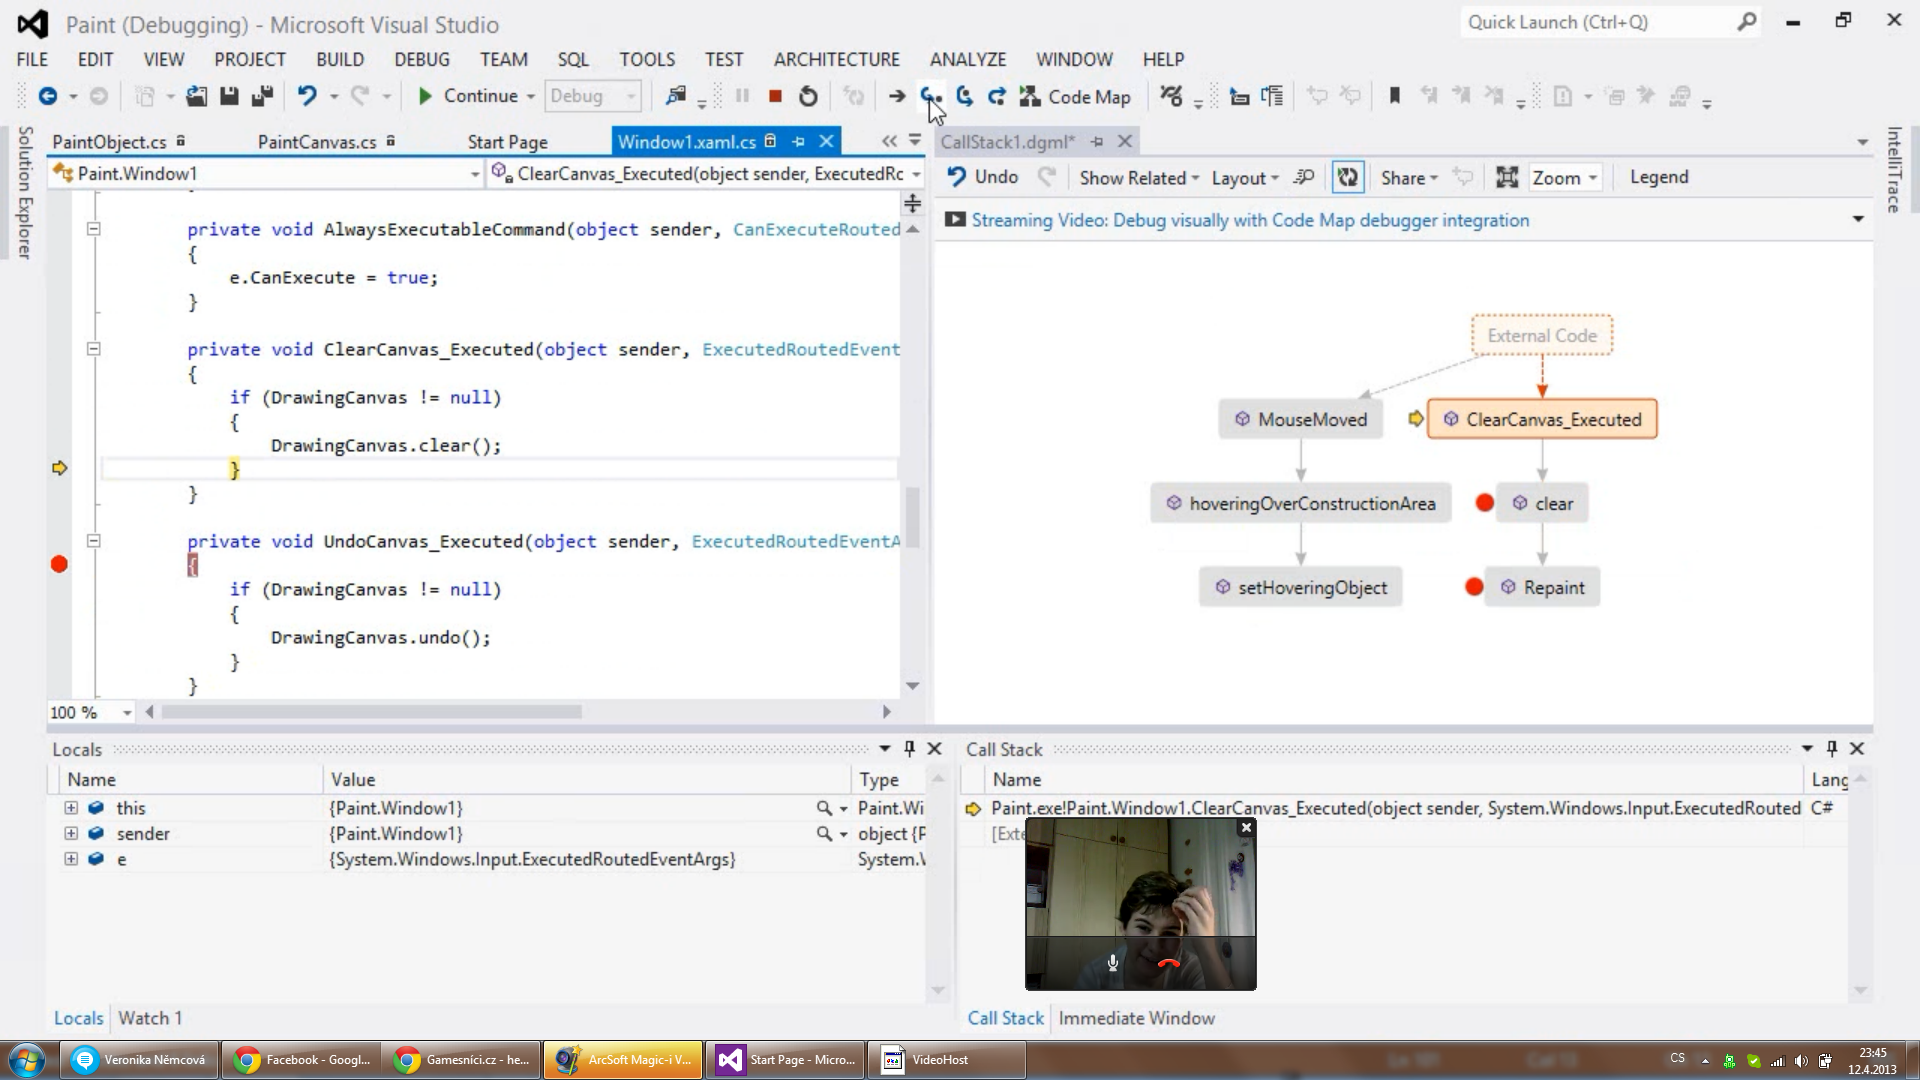 Paint (Debugging) - Microsoft Visual Studio
Quick Launch (Ctrl+Q)
FILE EDIT VIEW PROJECT BUILD DEBUG TEAM SQL TOOLS TEST ARCHITECTURE ANALYZE WINDOW HELP
Continue Debug Code Map
Solution Explorer
PaintObject.cs PaintCanvas.cs Start Page Window1.xaml.cs
Paint.Window1 ClearCanvas_Executed(object sender, ExecutedRc
private void AlwaysExecutableCommand(object sender, CanExecuteRouted
{
e.CanExecute = true;
}
private void ClearCanvas_Executed(object sender, ExecutedRoutedEvent
{
if (DrawingCanvas != null)
{
DrawingCanvas.clear();
}
}
private void UndoCanvas_Executed(object sender, ExecutedRoutedEventA
{
if (DrawingCanvas != null)
{
DrawingCanvas.undo();
}
}
100 %
CallStack1.dgml*
Undo Show Related Layout Share Zoom Legend
Streaming Video: Debug visually with Code Map debugger integration
External Code
MouseMoved ClearCanvas_Executed
hoveringOverConstructionArea clear
setHoveringObject Repaint
IntelliTrace
Locals
Name Value Type
this {Paint.Window1} Paint.Wi
sender {Paint.Window1} object {P
e {System.Windows.Input.ExecutedRoutedEventArgs} System.\
Locals Watch 1
Call Stack
Name Lang
Paint.exe!Paint.Window1.ClearCanvas_Executed(object sender, System.Windows.Input.ExecutedRouted C#
[Exte
Call Stack Immediate Window
Veronika Němcová Facebook - Googl... Gamesníci.cz - he... ArcSoft Magic-i V... Start Page - Micro... VideoHost
CS
23:45
12.4.2013